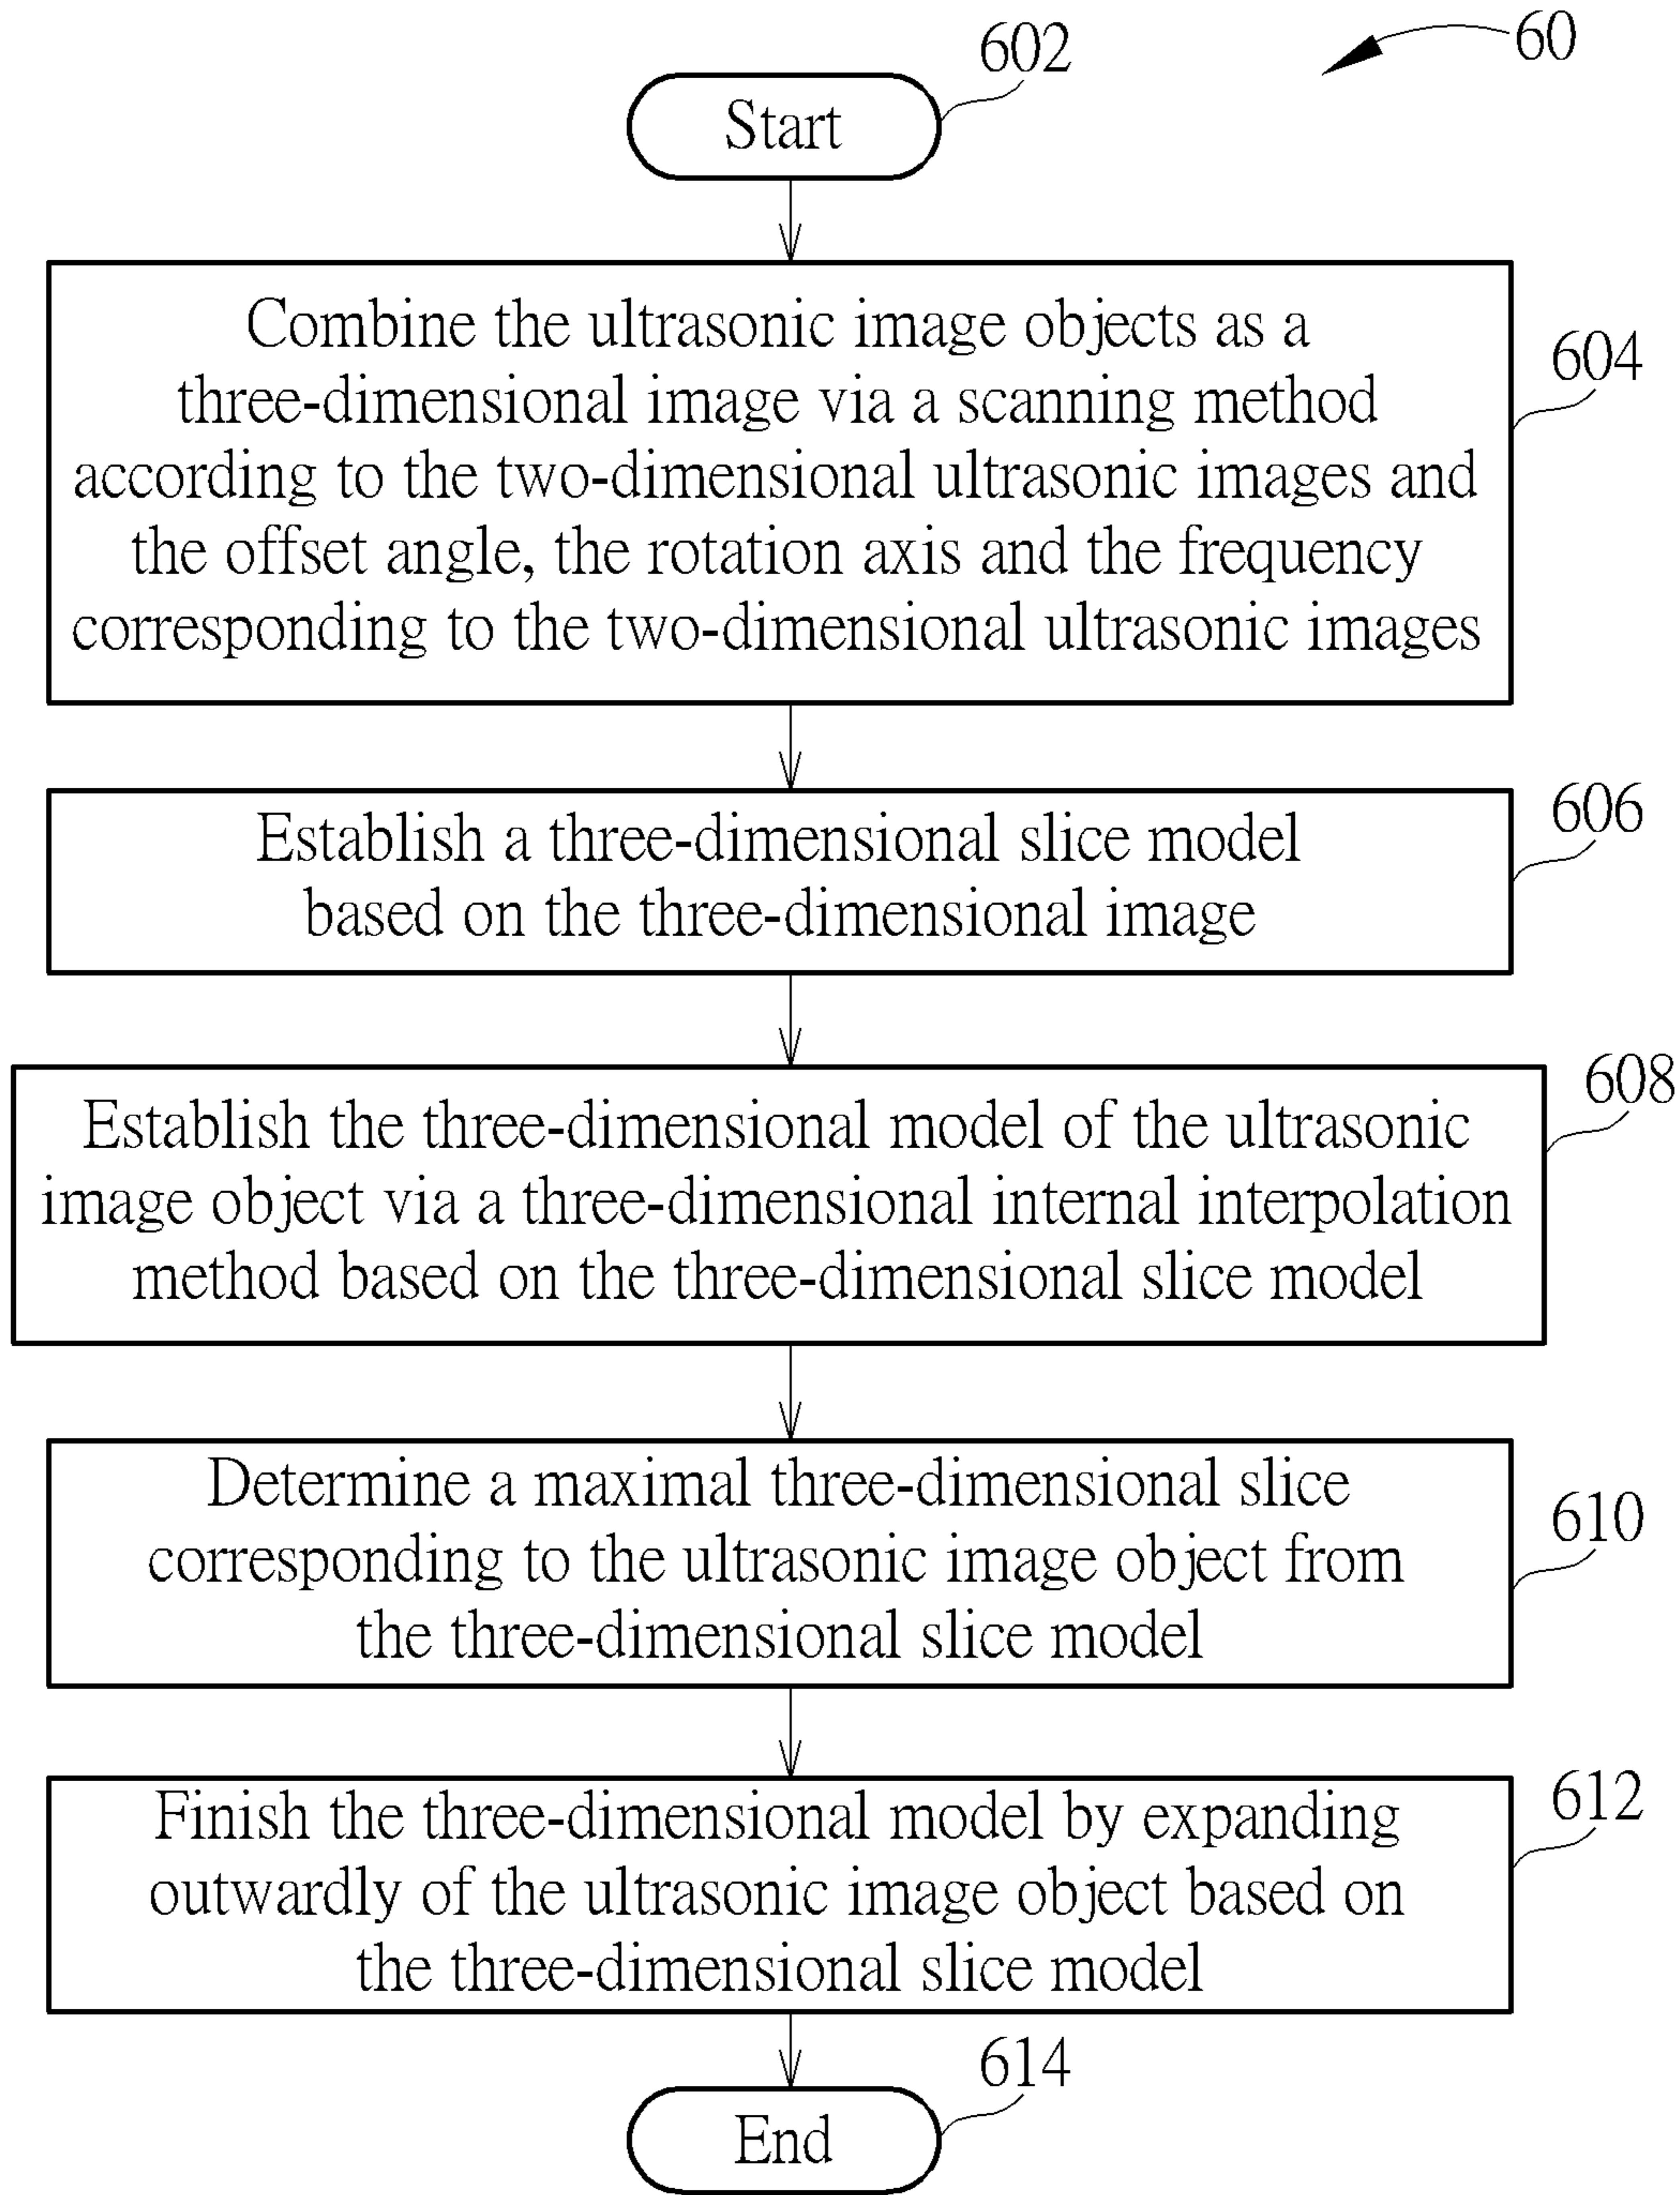 60
602
Start
Combine the ultrasonic image objects as a
three-dimensional image via a scanning method
according to the two-dimensional ultrasonic images and
the offset angle, the rotation axis and the frequency
corresponding to the two-dimensional ultrasonic images
604
Establish a three-dimensional slice model
based on the three-dimensional image
606
Establish the three-dimensional model of the ultrasonic
image object via a three-dimensional internal interpolation
method based on the three-dimensional slice model
608
Determine a maximal three-dimensional slice
corresponding to the ultrasonic image object from
the three-dimensional slice model
610
Finish the three-dimensional model by expanding
outwardly of the ultrasonic image object based on
the three-dimensional slice model
612
End
614